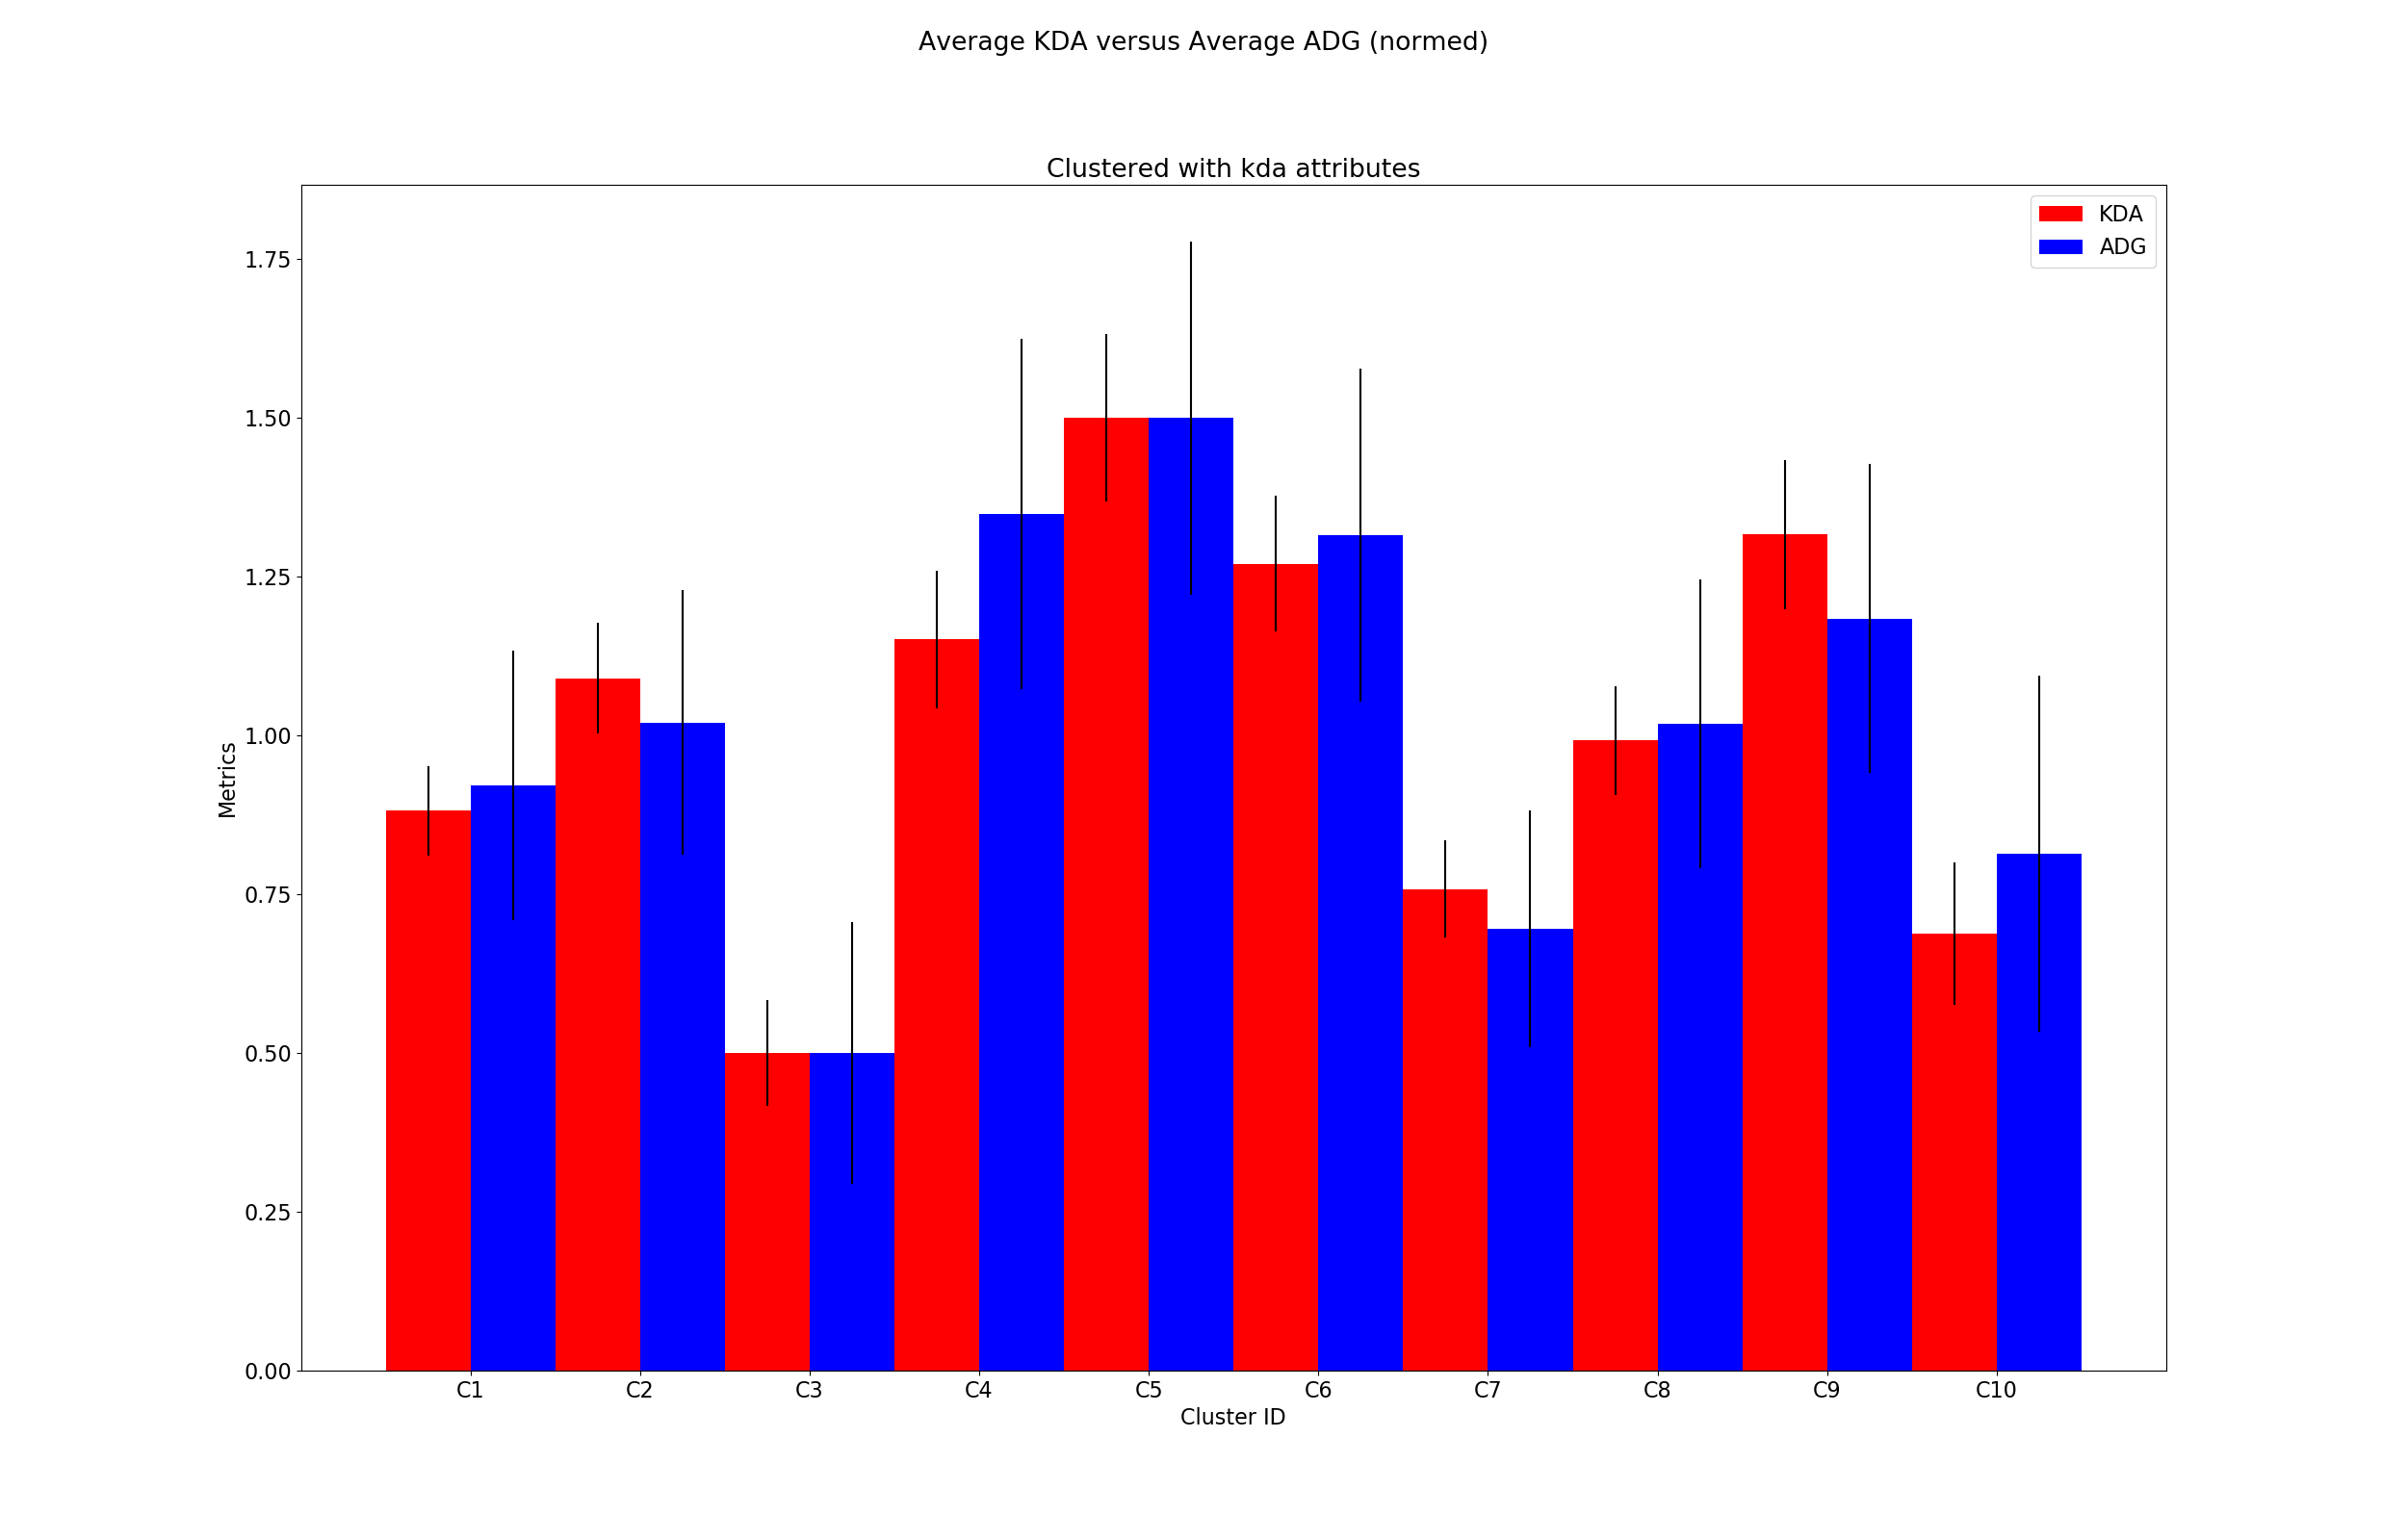 Average KDA versus Average ADG (normed)
Clustered with kda attributes
KDA
ADG
1.75
1.50
1.25
1.00
0.75
0.50
0.25
0.00
Metrics
C1 C2 C3 C4 C5 C6 C7 C8 C9 C10
Cluster ID